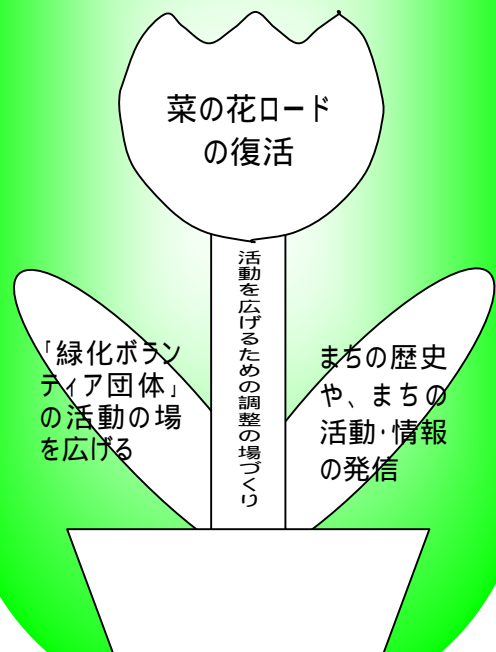 菜の花ロード
の復活
活動を広げるための調整の場づくり
「緑化ボラン
ティア団体」
の活動の場
を広げる
まちの歴史
や、まちの
活動・情報
の発信